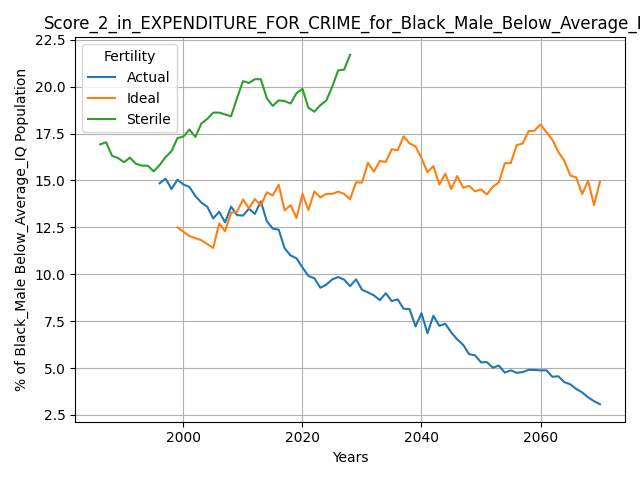 Score_2_in_EXPENDITURE_FOR_CRIME_for_Black_Male_Below_Average_I
Fertility
Actual
Ideal
Sterile
% of Black_Male Below_Average_IQ Population
22.5
20.0
17.5
15.0
12.5
10.0
7.5
5.0
2.5
2000
2020
2040
2060
Years